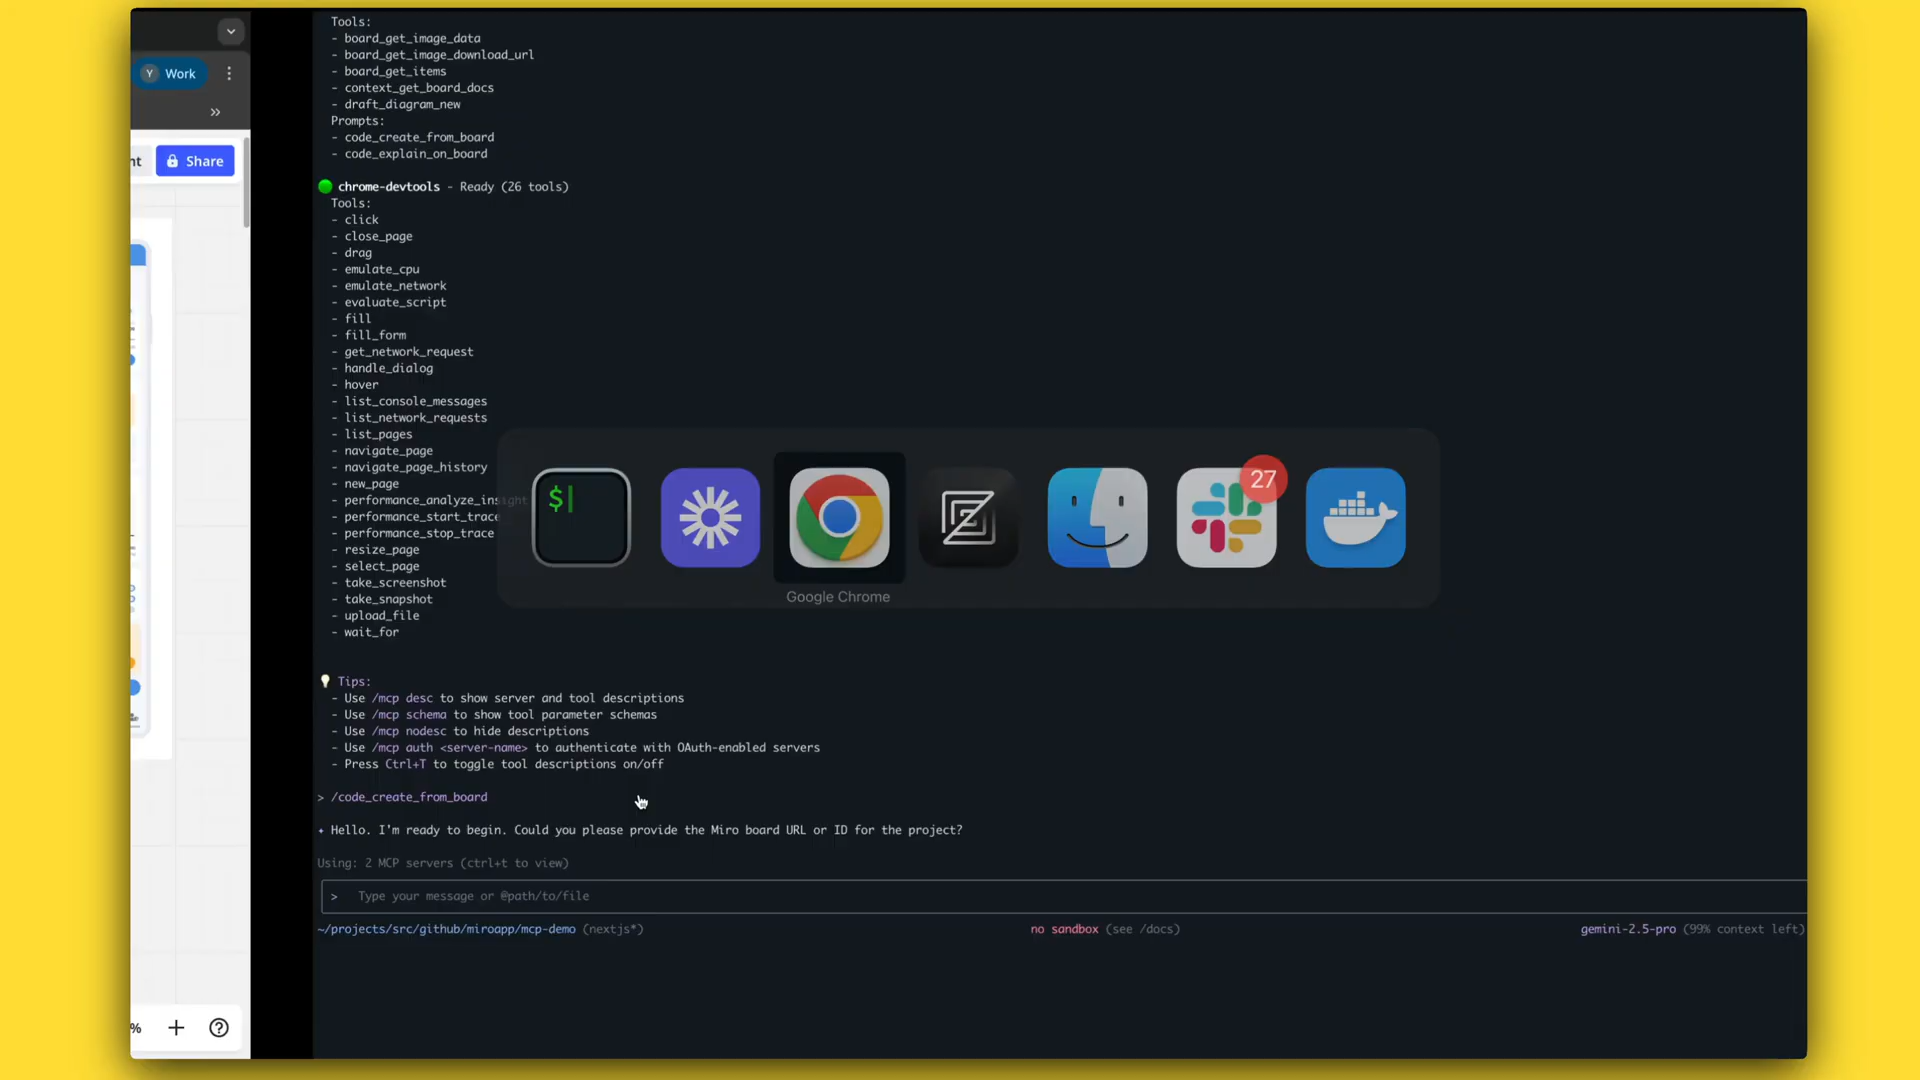 Tools:
- board_get_image_data
- board_get_image_download_url
- board_get_items
- context_get_board_docs
- draft_diagram_new
Prompts:
- code_create_from_board
- code_explain_on_board
chrome-devtools - Ready (26 tools)
Tools:
- click
- close_page
- drag
- emulate_cpu
- emulate_network
- evaluate_script
- fill
- fill_form
- get_network_request
- handle_dialog
- hover
- list_console_messages
- list_network_requests
- list_pages
- navigate_page
- navigate_page_history
- new_page
- performance_analyze_insight
- performance_start_trace
- performance_stop_trace
- resize_page
- select_page
- take_screenshot
- take_snapshot
- upload_file
- wait_for
Tips:
- Use /mcp desc to show server and tool descriptions
- Use /mcp schema to show tool parameter schemas
- Use /mcp nodesc to hide descriptions
- Use /mcp auth <server-name> to authenticate with OAuth-enabled servers
- Press Ctrl+T to toggle tool descriptions on/off
> /code_create_from_board
✦ Hello. I'm ready to begin. Could you please provide the Miro board URL or ID for the project?
Using: 2 MCP servers (ctrl+t to view)
> Type your message or @path/to/file
~/projects/src/github/miroapp/mcp-demo (nextjs*)
no sandbox (see /docs)
gemini-2.5-pro (99% context left)
Y Work
nt
Share
%
$
27
Google Chrome